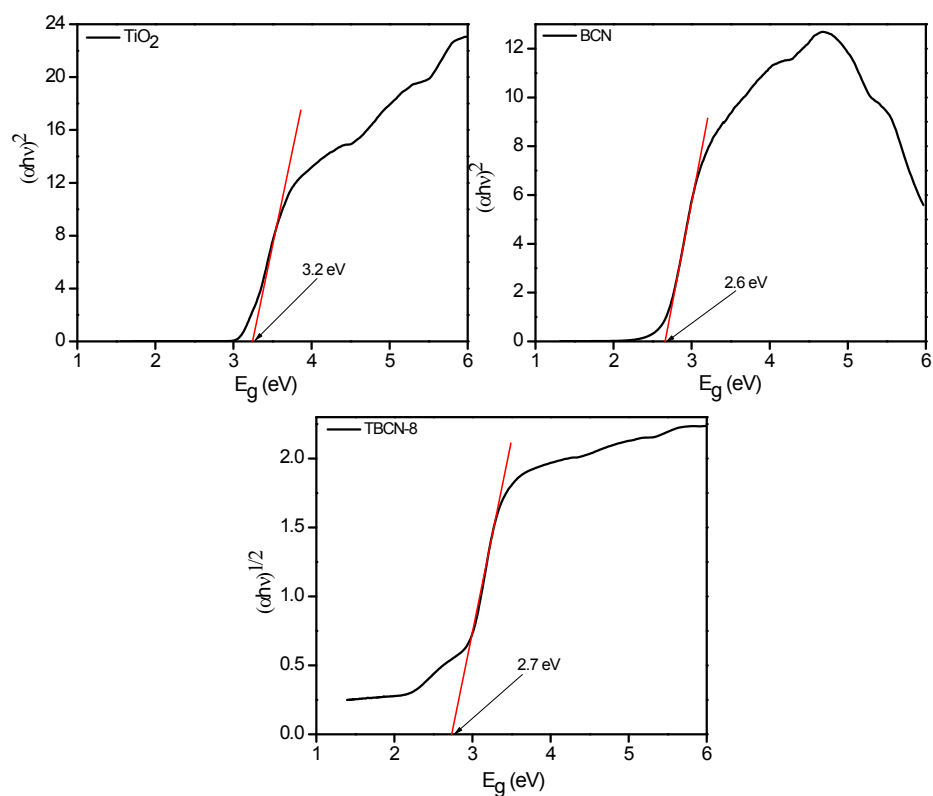 TiO2
(αhν)2
24
20
16
12
8
4
0
1 2 3 4 5 6
3.2 eV
Eg (eV)
BCN
(αhν)2
12
10
8
6
4
2
0
1 2 3 4 5 6
2.6 eV
Eg (eV)
TBCN-8
(αhν)1/2
2.0
1.5
1.0
0.5
0.0
1 2 3 4 5 6
2.7 eV
Eg (eV)